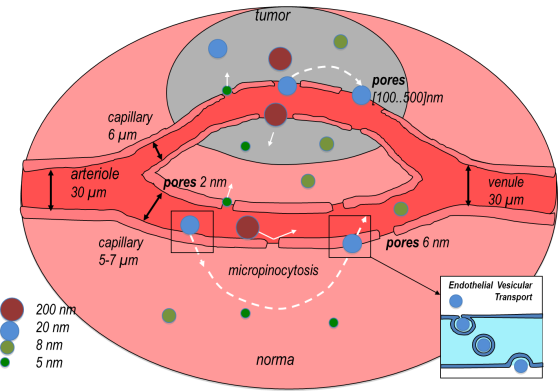 tumor
pores
[100..500]nm
capillary
6 µm
arteriole
30 µm
pores 2 nm
venule
30 µm
capillary
5-7 µm
pores 6 nm
micropinocytosis
Endothelial Vesicular
Transport
200 nm
20 nm
8 nm
5 nm
norma